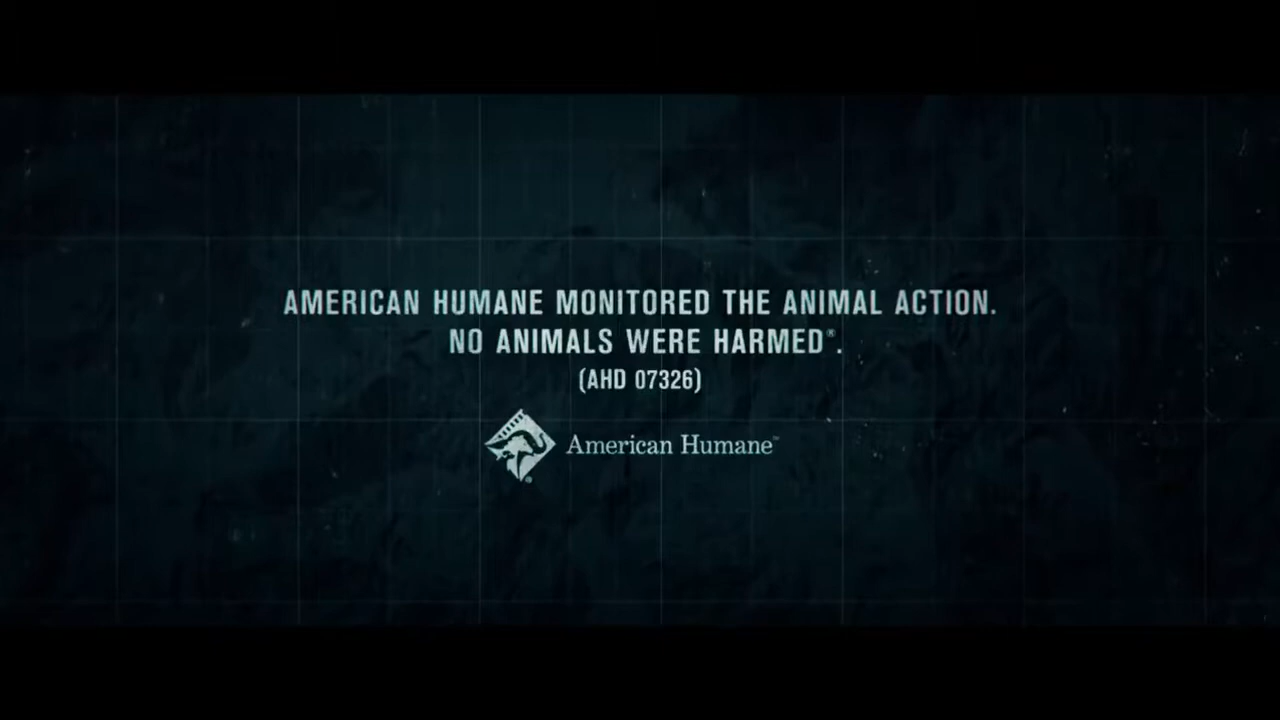 AMERICAN HUMANE MONITORED THE ANIMAL ACTION.
NO ANIMALS WERE HARMED®.
(AHD 07326)
American Humane™